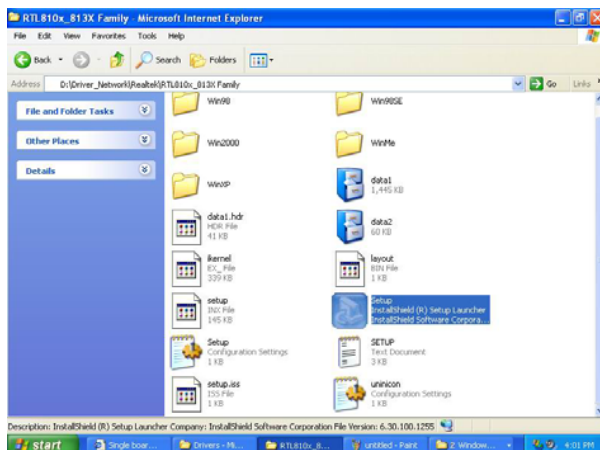 RTL810x_813X Family - Microsoft Internet Explorer
File Edit View Favorites Tools Help
Back Search Folders
Address D:\Driver_Network\Realtek\RTL810x_813X Family Go Links
File and Folder Tasks
Other Places
Details
Win98
Win98SE
Win2000
WinMe
WinXP
data1
1,445 KB
data1.hdr
HDR File
41 KB
data2
60 KB
ikernel
EX_ File
339 KB
layout
BIN File
1 KB
setup
INX File
145 KB
Setup
InstallShield (R) Setup Launcher
InstallShield Software Corpora...
Setup
Configuration Settings
1 KB
SETUP
Text Document
3 KB
setup.iss
ISS File
1 KB
uninicon
Configuration Settings
1 KB
Description: InstallShield (R) Setup Launcher Company: InstallShield Software Corporation File Version: 6.30.100.1255
start Single boar... Drivers - Mi... RTL810x_8... untitled - Paint 2 Window... 4:01 PM